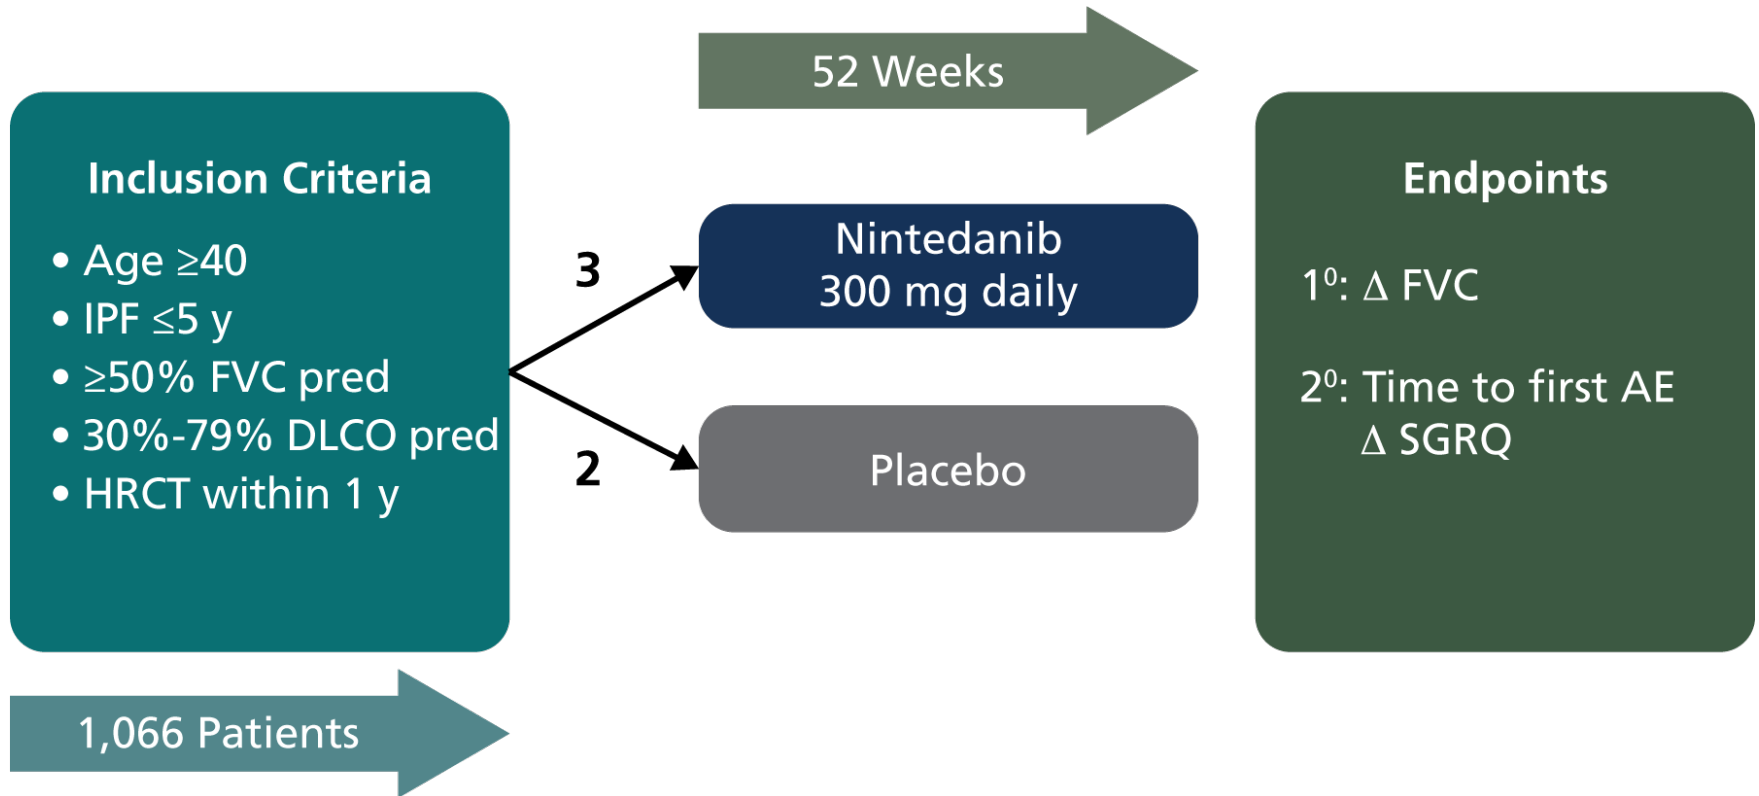 52 Weeks
Inclusion Criteria
• Age ≥40
• IPF ≤5 y
• ≥50% FVC pred
• 30%-79% DLCO pred
• HRCT within 1 y
1,066 Patients
3
2
Nintedanib
300 mg daily
Placebo
Endpoints
1⁰: Δ FVC
2⁰: Time to first AE
Δ SGRQ